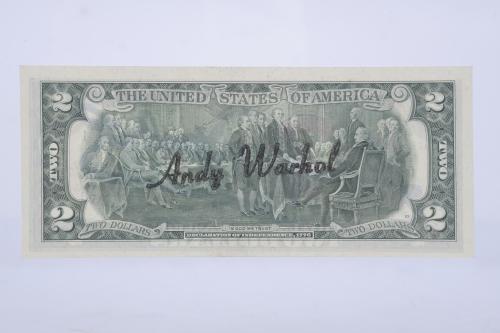 2 THE UNITED STATES OF AMERICA 2
TWO Andy Warhol TWO
2 2
TWO DOLLARS IN GOD WE TRUST TWO DOLLARS
DECLARATION OF INDEPENDENCE, 1776